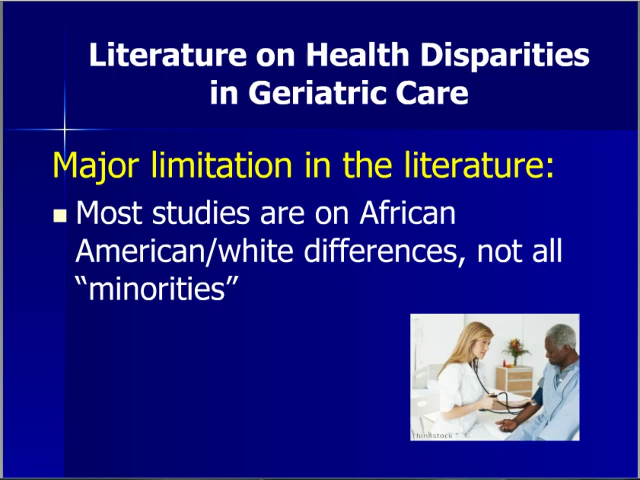 Literature on Health Disparities
in Geriatric Care
Major limitation in the literature:
Most studies are on African
American/white differences, not all
“minorities”
Thinkstock